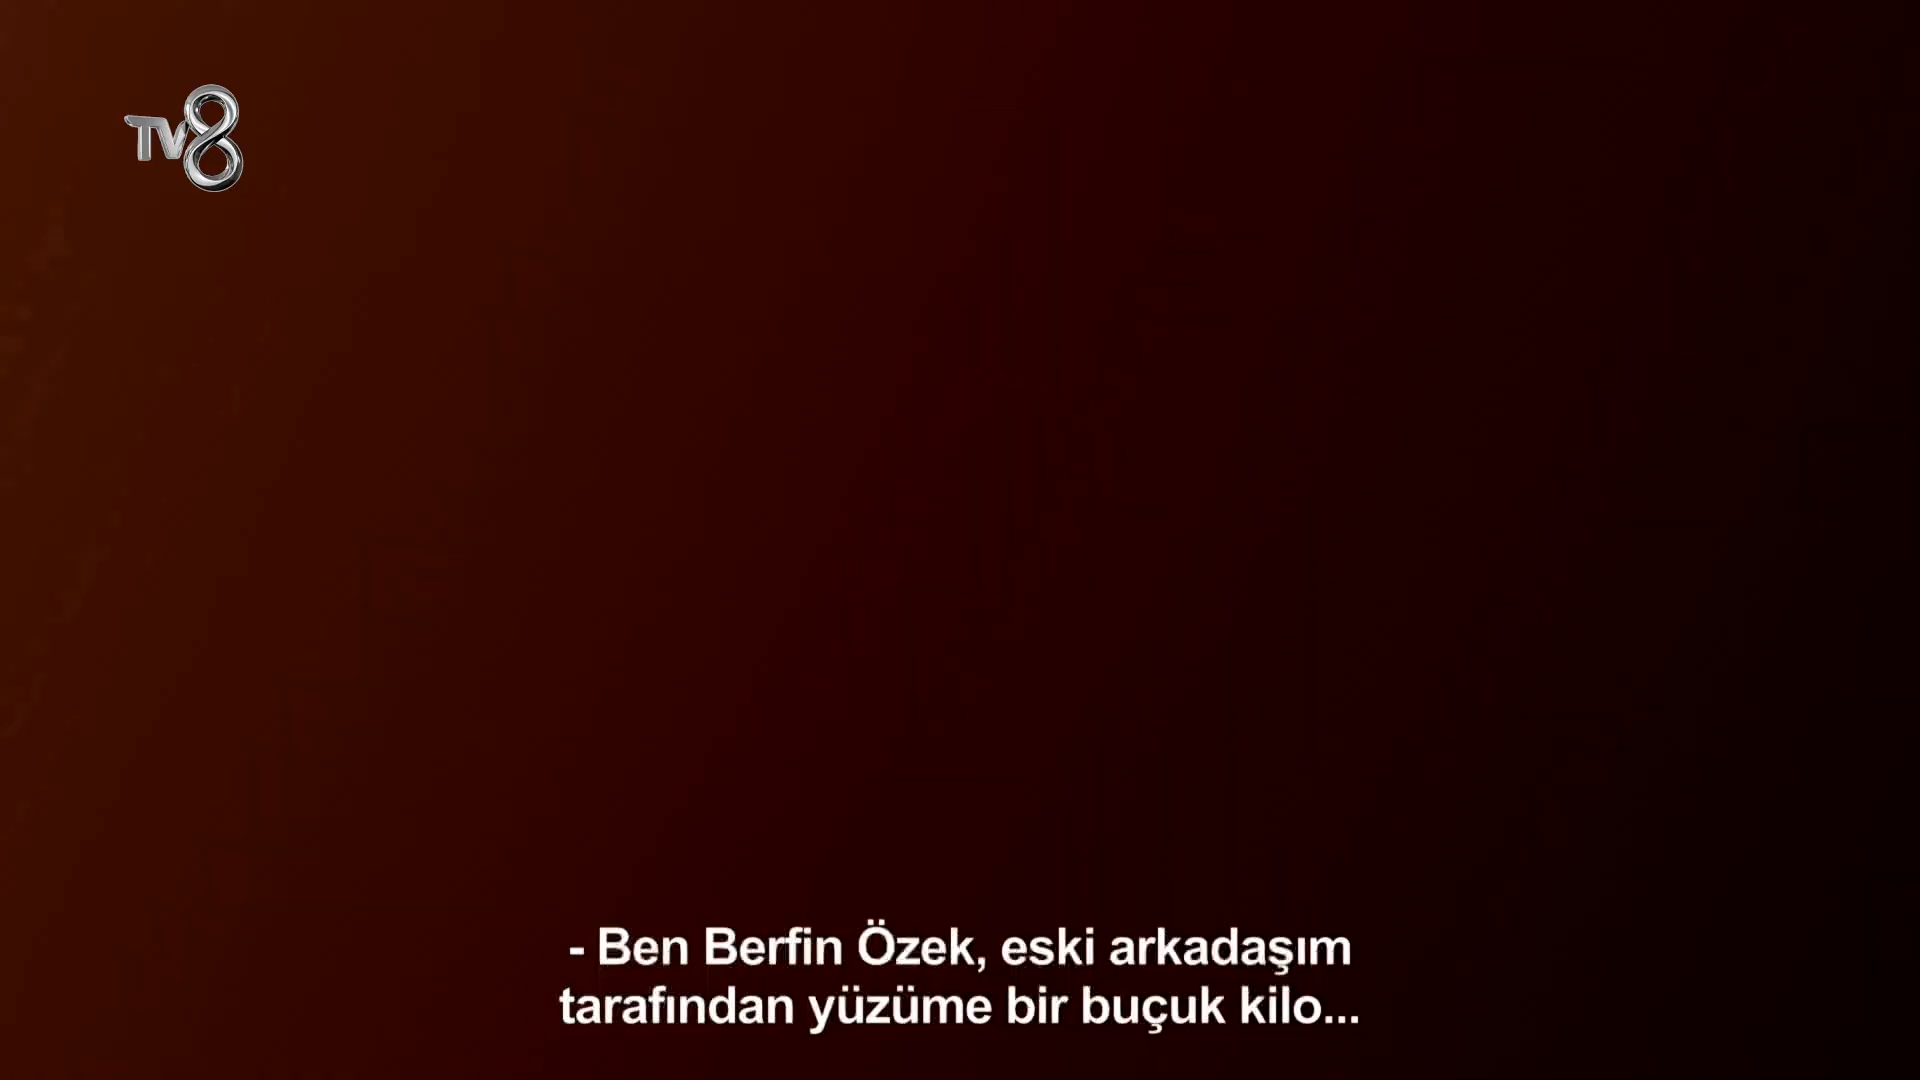 TV8
- Ben Berfin Özek, eski arkadaşım
tarafından yüzüme bir buçuk kilo...